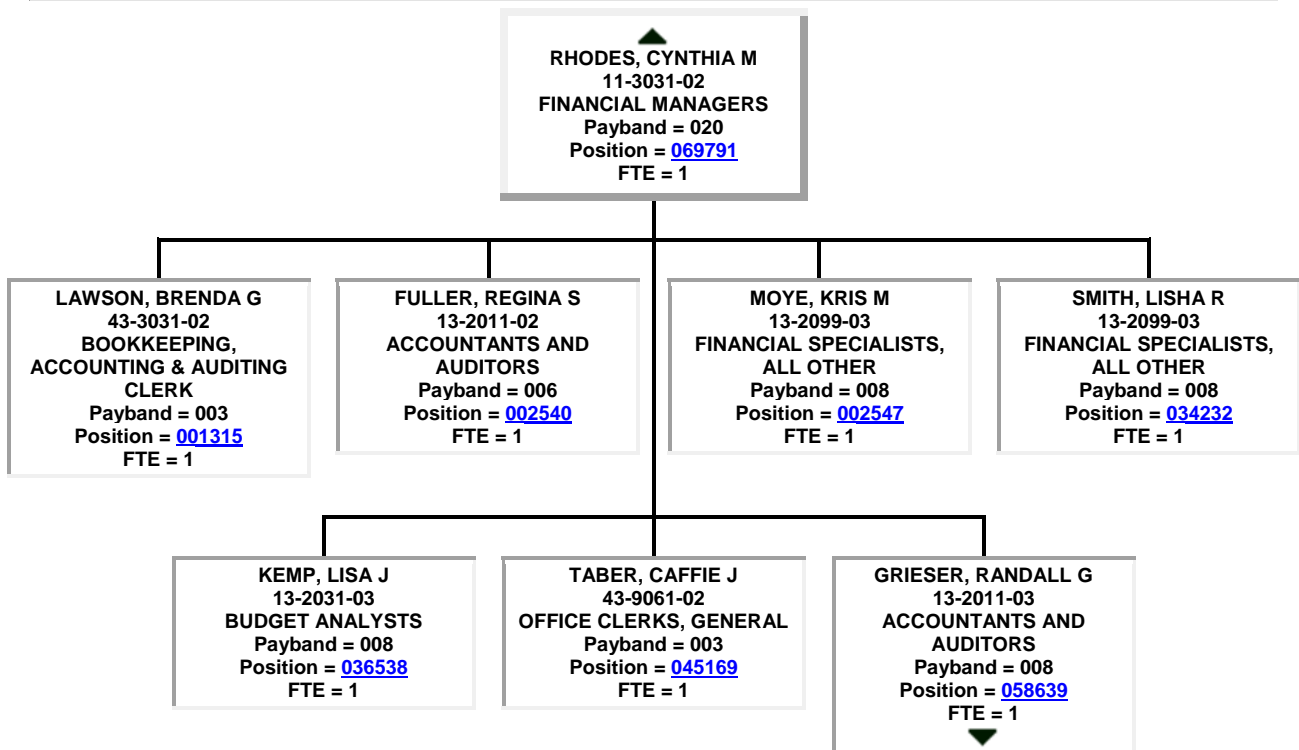 RHODES, CYNTHIA M
11-3031-02
FINANCIAL MANAGERS
Payband = 020
Position = 069791
FTE = 1
LAWSON, BRENDA G
43-3031-02
BOOKKEEPING,
ACCOUNTING & AUDITING
CLERK
Payband = 003
Position = 001315
FTE = 1
FULLER, REGINA S
13-2011-02
ACCOUNTANTS AND
AUDITORS
Payband = 006
Position = 002540
FTE = 1
MOYE, KRIS M
13-2099-03
FINANCIAL SPECIALISTS,
ALL OTHER
Payband = 008
Position = 002547
FTE = 1
SMITH, LISHA R
13-2099-03
FINANCIAL SPECIALISTS,
ALL OTHER
Payband = 008
Position = 034232
FTE = 1
KEMP, LISA J
13-2031-03
BUDGET ANALYSTS
Payband = 008
Position = 036538
FTE = 1
TABER, CAFFIE J
43-9061-02
OFFICE CLERKS, GENERAL
Payband = 003
Position = 045169
FTE = 1
GRIESER, RANDALL G
13-2011-03
ACCOUNTANTS AND
AUDITORS
Payband = 008
Position = 058639
FTE = 1